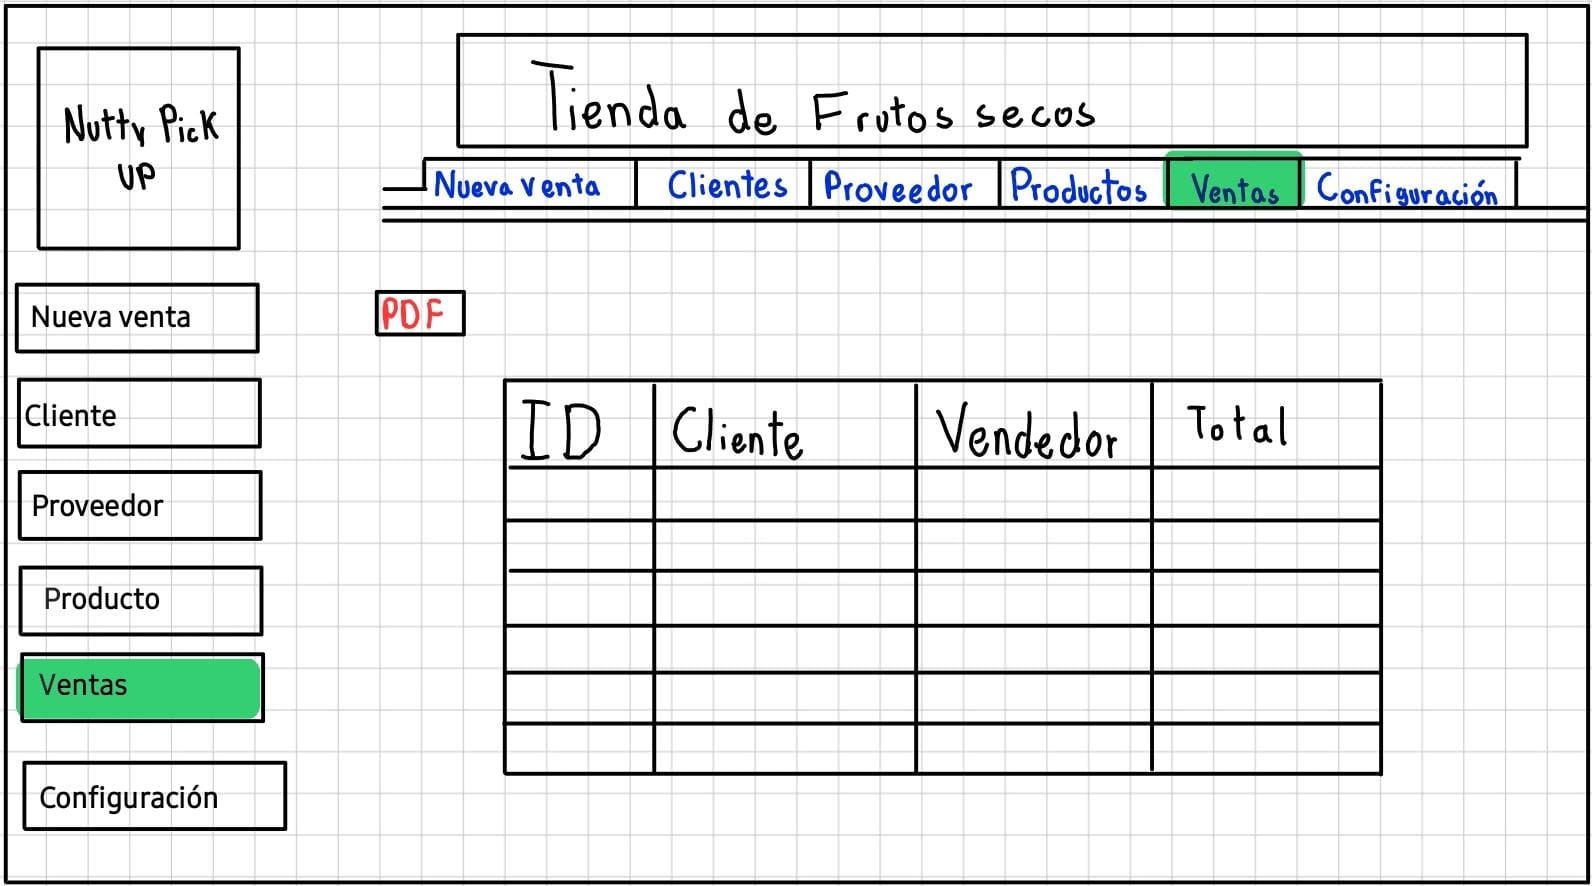 Nutty Pick
UP
Tienda de Frutos secos
Nueva venta Clientes Proveedor Productos Ventas Configuración
Nueva venta
Cliente
Proveedor
Producto
Ventas
Configuración
PDF
ID Cliente Vendedor Total